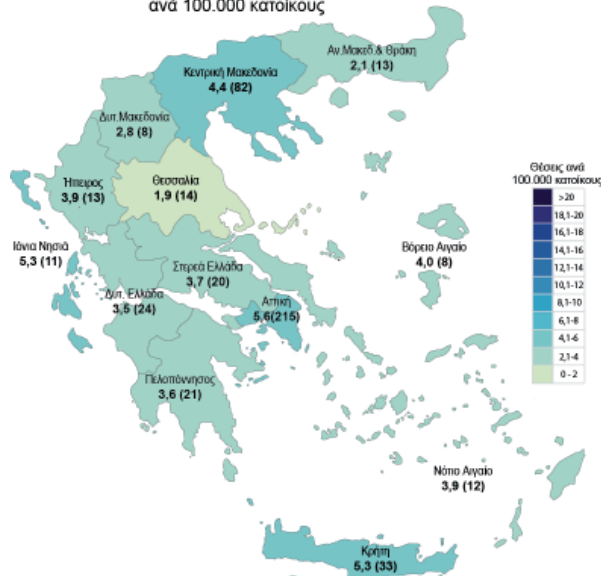 ανά 100.000 κατοίκους
Αν.Μακεδ & Θράκη
2,1 (13)
Κεντρική Μακεδονία
4,4 (82)
Δυτ.Μακεδονία
2,8 (8)
Ήπειρος
3,9 (13)
Θεσσαλία
1,9 (14)
Ιόνια Νησιά
5,3 (11)
Στερεά Ελλάδα
3,7 (20)
Βόρειο Αιγαίο
4,0 (8)
Δυτ. Ελλάδα
3,5 (24)
Αττική
5,6(215)
Πελοπόννησος
3,6 (21)
Νότιο Αιγαίο
3,9 (12)
Κρήτη
5,3 (33)
Θέσεις ανά
100.000 κατοίκους
>20
18,1-20
16,1-18
14,1-16
12,1-14
10,1-12
8,1-10
6,1-8
4,1-6
2,1-4
0 - 2